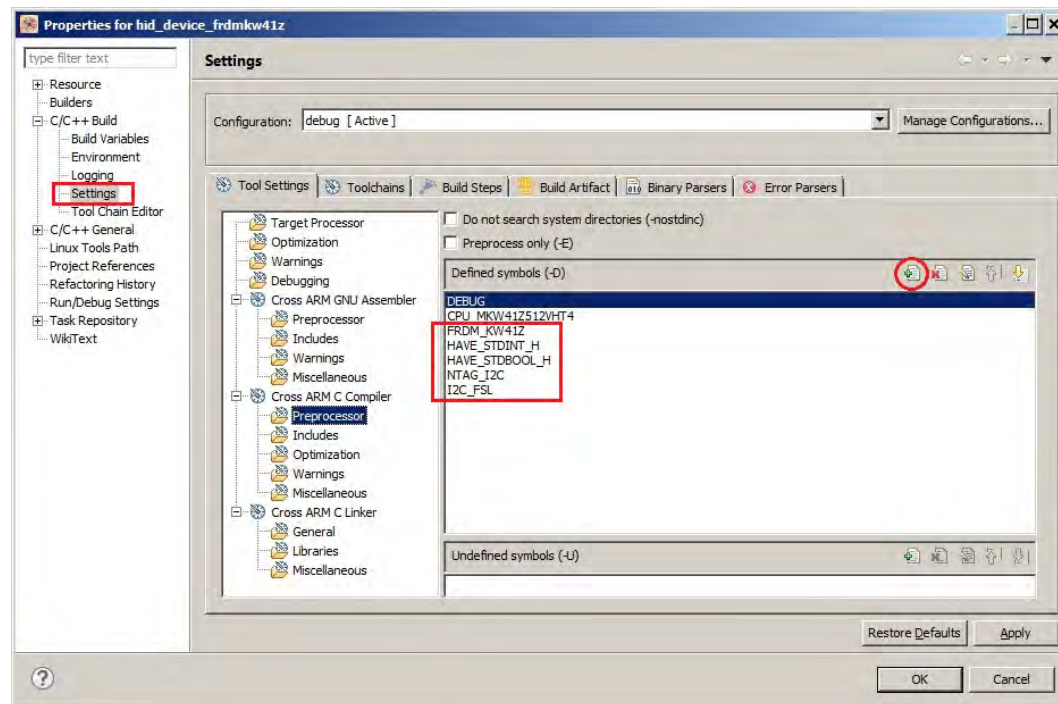 Properties for hid_device_frdmkw41z
type filter text
Resource
Builders
C/C++ Build
Build Variables
Environment
Logging
Settings
Tool Chain Editor
C/C++ General
Linux Tools Path
Project References
Refactoring History
Run/Debug Settings
Task Repository
WikiText
Settings
Configuration: debug [ Active ]
Manage Configurations...
Tool Settings Toolchains Build Steps Build Artifact Binary Parsers Error Parsers
Target Processor
Optimization
Warnings
Debugging
Cross ARM GNU Assembler
Preprocessor
Includes
Warnings
Miscellaneous
Cross ARM C Compiler
Preprocessor
Includes
Optimization
Warnings
Miscellaneous
Cross ARM C Linker
General
Libraries
Miscellaneous
Do not search system directories (-nostdinc)
Preprocess only (-E)
Defined symbols (-D)
DEBUG
CPU_MKW41Z512VHT4
FRDM_KW41Z
HAVE_STDINT_H
HAVE_STDBOOL_H
NTAG_I2C
I2C_FSL
Undefined symbols (-U)
Restore Defaults Apply
? OK Cancel